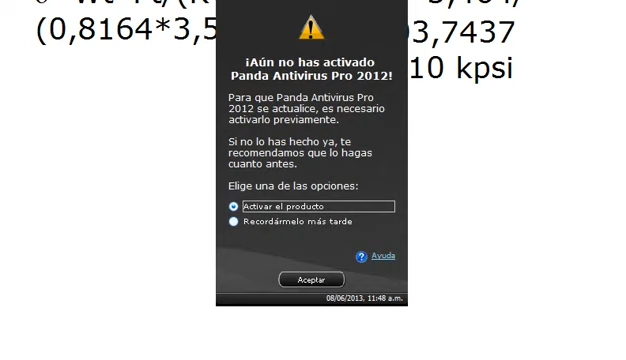 (0,8164*3,5
03,7437
10 kpsi
¡Aún no has activado
Panda Antivirus Pro 2012!
Para que Panda Antivirus Pro
2012 se actualice, es necesario
activarlo previamente.
Si no lo has hecho ya, te
recomendamos que lo hagas
cuanto antes.
Elige una de las opciones:
Activar el producto
Recordármelo más tarde
Ayuda
Aceptar
08/06/2013, 11:48 a.m.